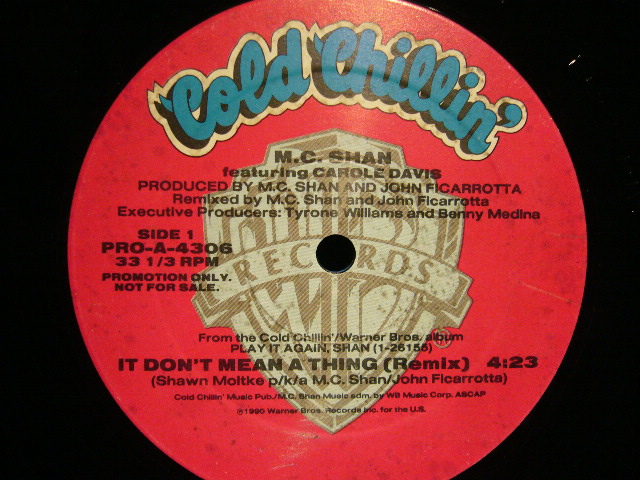 Cold Chillin'
M.C. SHAN
featuring CAROLE DAVIS
PRODUCED BY M.C. SHAN AND JOHN FICARROTTA
Remixed by M.C. Shan and John Ficarrotta
Executive Producers: Tyrone Williams and Benny Medina
SIDE 1
PRO-A-4306
33 1/3 RPM
PROMOTION ONLY.
NOT FOR SALE.
RECORDS
®
From the Cold Chillin'/Warner Bros. album
PLAY IT AGAIN, SHAN (1-26155)
IT DON'T MEAN A THING (Remix) 4:23
(Shawn Moltke p/k/a M.C. Shan/John Ficarrotta)
Cold Chillin' Music Pub./M.C. Shan Music adm. by WB Music Corp. ASCAP
℗1990 Warner Bros. Records Inc. for the U.S.